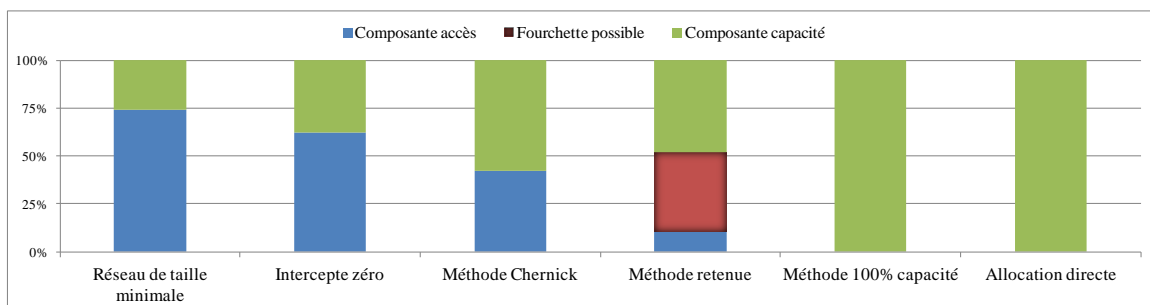 Composante accès Fourchette possible Composante capacité
100%
75%
50%
25%
0%
Réseau de taille minimale
Intercepte zéro
Méthode Chernick
Méthode retenue
Méthode 100% capacité
Allocation directe